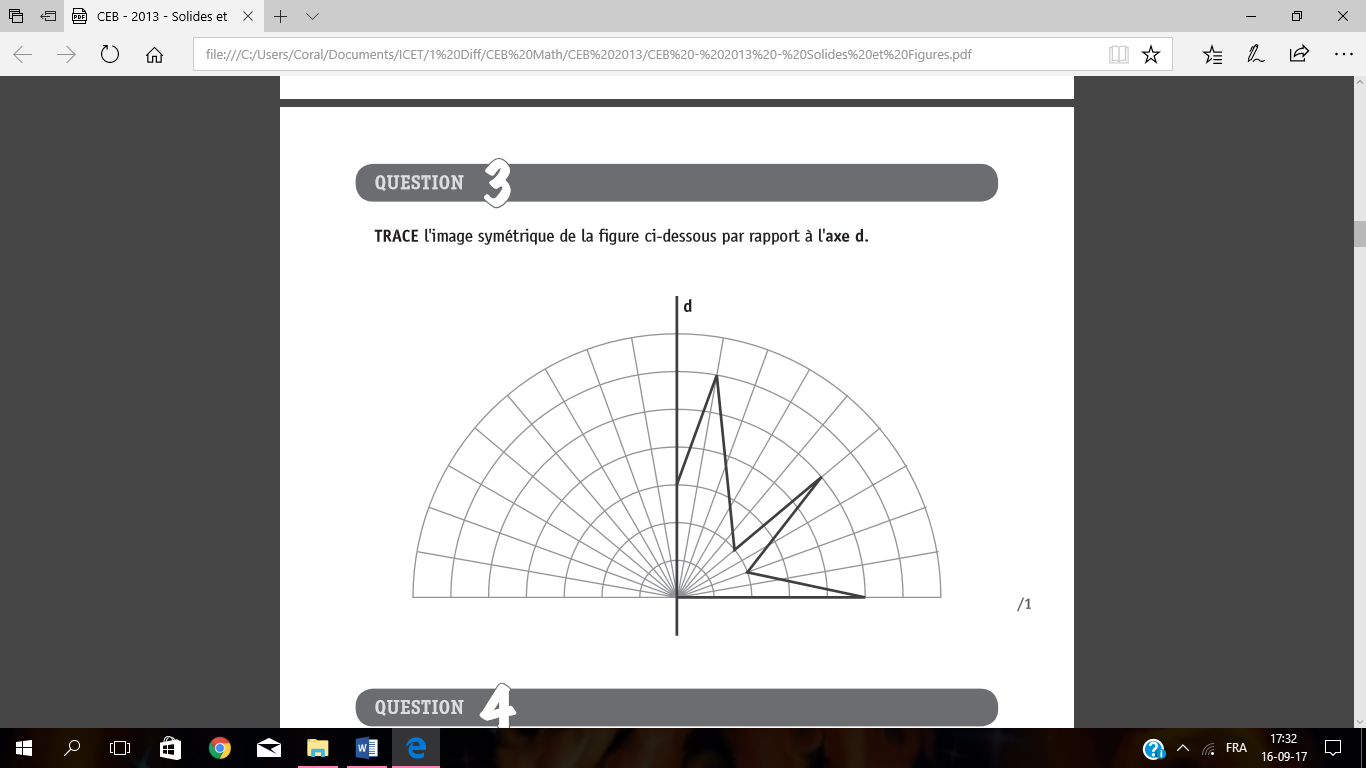 CEB - 2013 - Solides et
file:///C:/Users/Coral/Documents/ICET/1%20Diff/CEB%20Math/CEB%202013/CEB%20-%202013%20-%20Solides%20et%20Figures.pdf
QUESTION 3
TRACE l'image symétrique de la figure ci-dessous par rapport à l'axe d.
d
/1
QUESTION 4
FRA
17:32
16-09-17